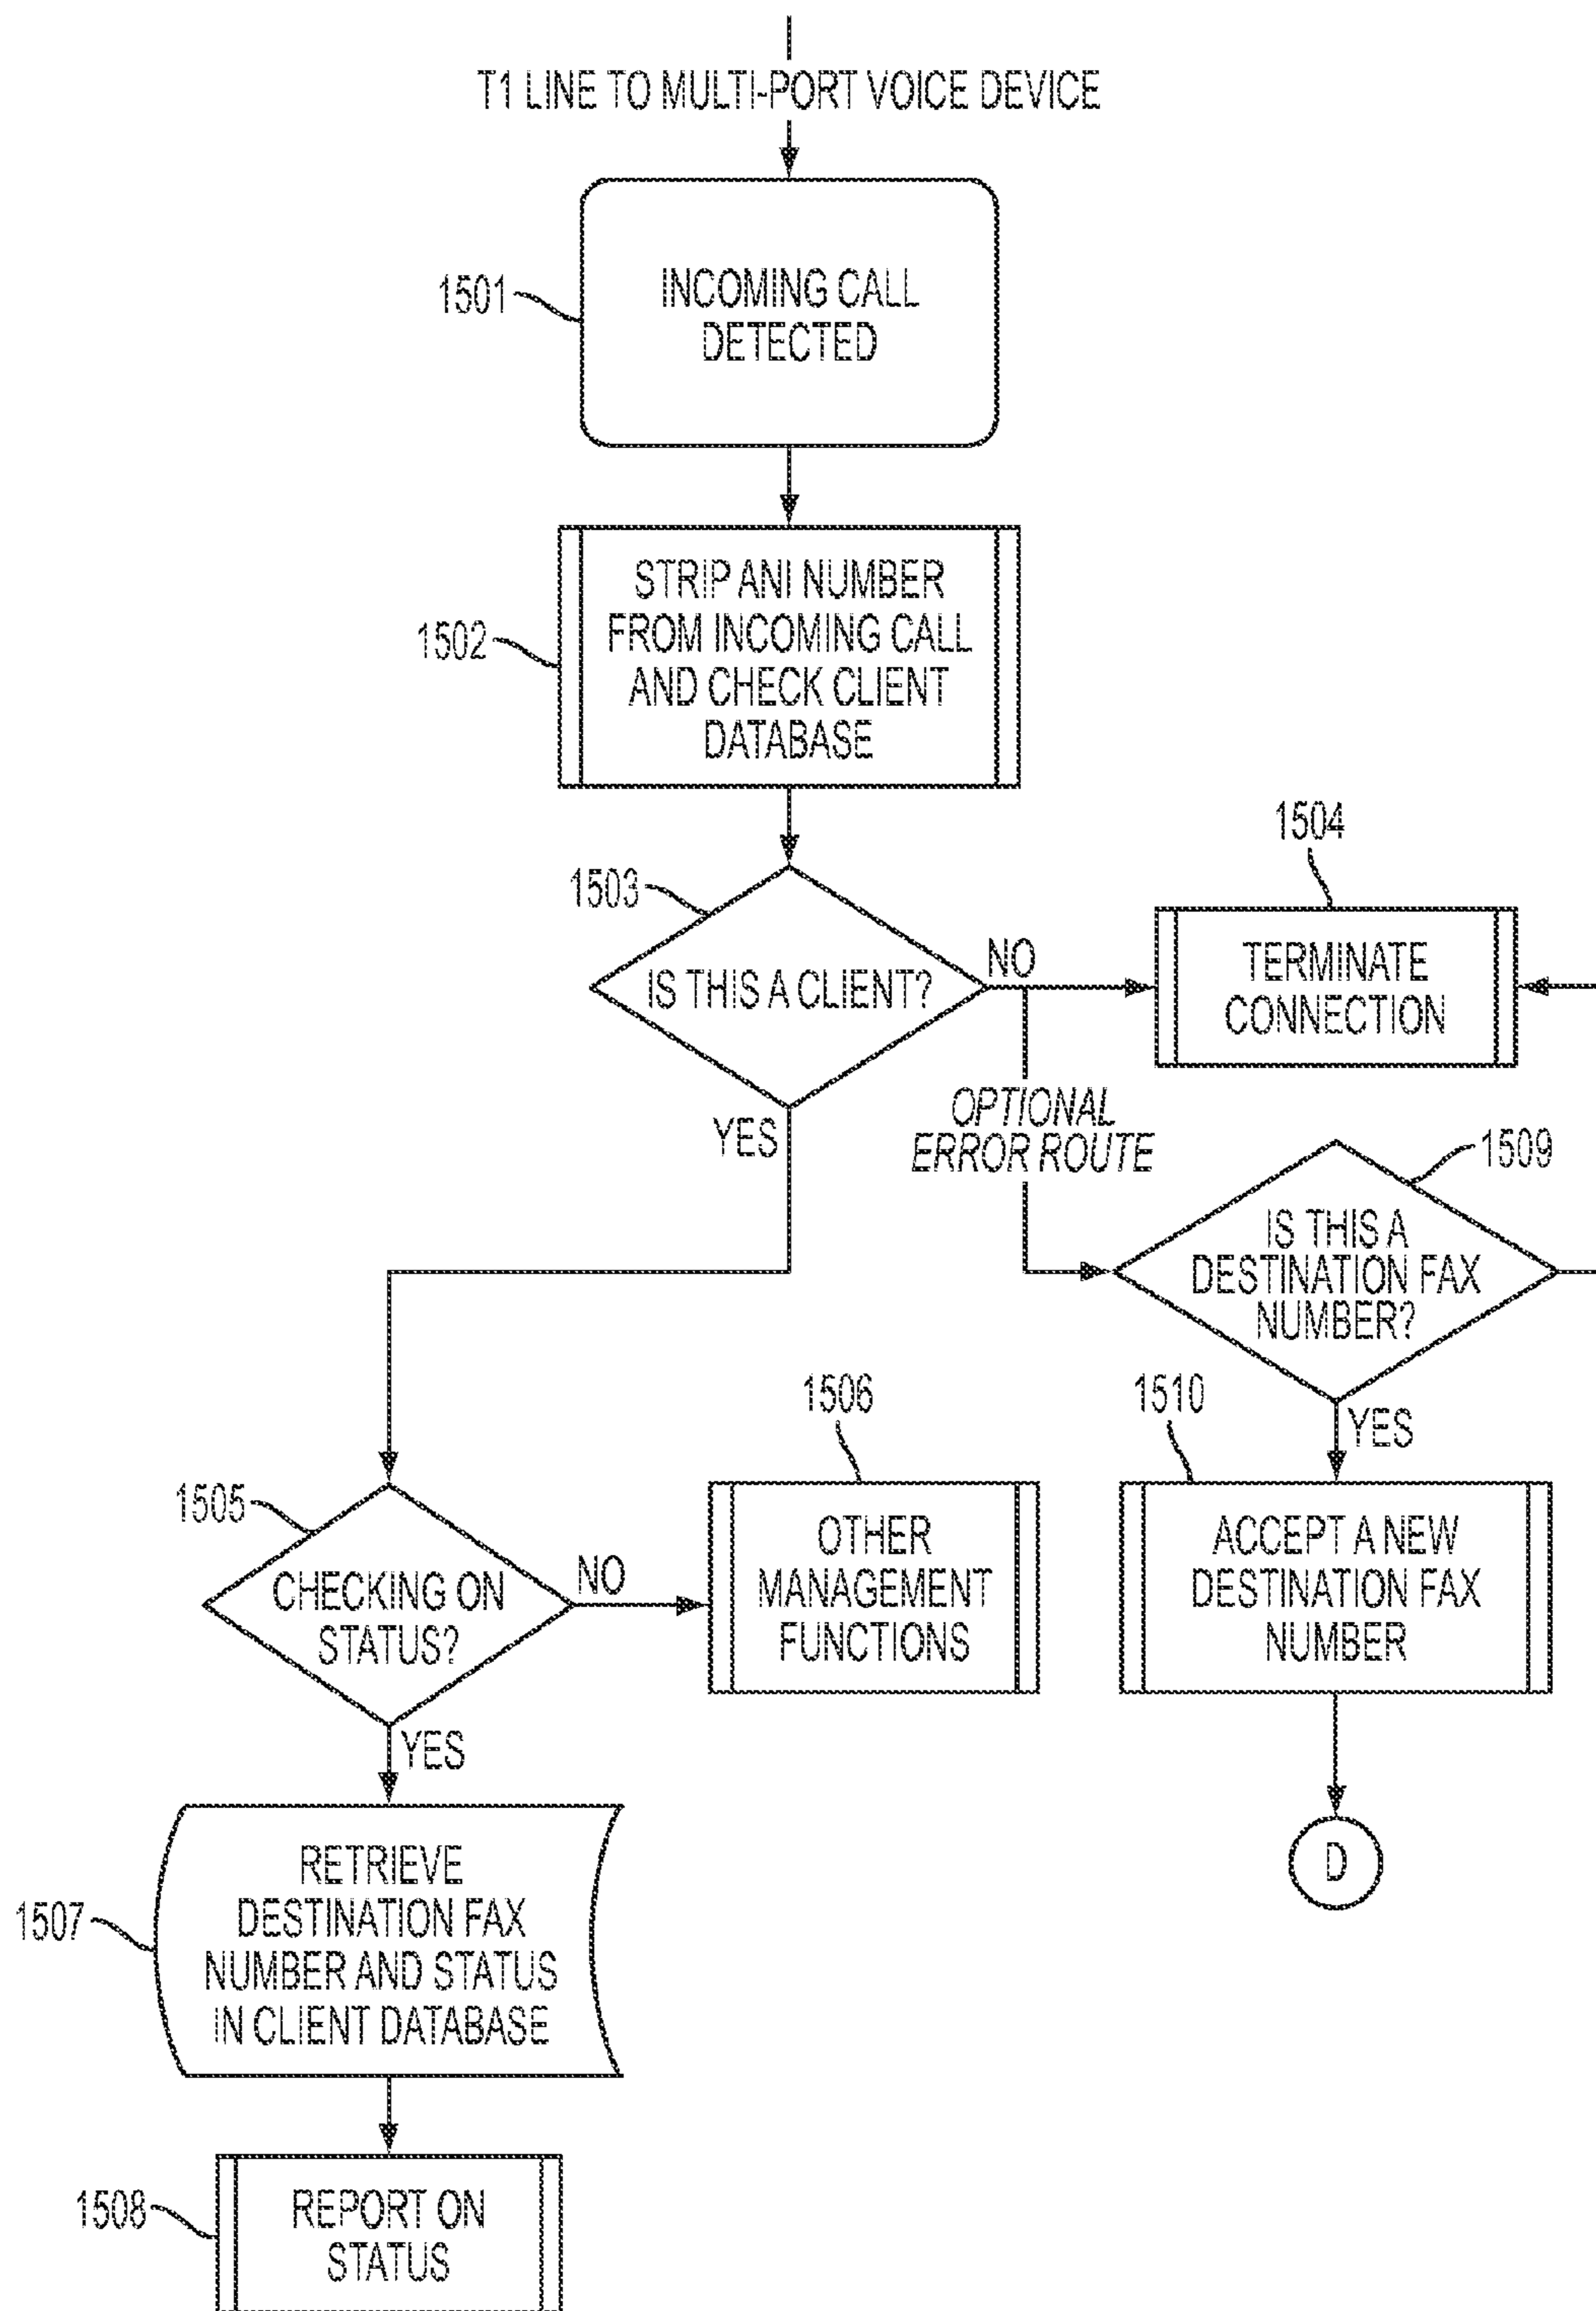 T1 LINE TO MULTI-PORT VOICE DEVICE
1501
INCOMING CALL
DETECTED
1502
STRIP ANI NUMBER
FROM INCOMING CALL
AND CHECK CLIENT
DATABASE
1503
IS THIS A CLIENT?
NO
YES
1504
TERMINATE
CONNECTION
OPTIONAL
ERROR ROUTE
1509
IS THIS A
DESTINATION FAX
NUMBER?
YES
1505
CHECKING ON
STATUS?
NO
YES
1506
OTHER
MANAGEMENT
FUNCTIONS
1510
ACCEPT A NEW
DESTINATION FAX
NUMBER
D
1507
RETRIEVE
DESTINATION FAX
NUMBER AND STATUS
IN CLIENT DATABASE
1508
REPORT ON
STATUS